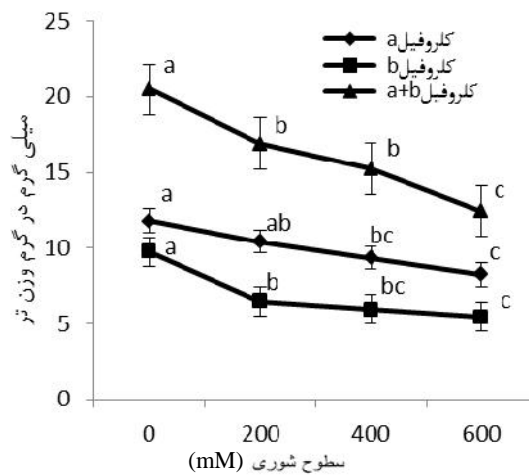 25
20
15
10
5
0
میلی گرم در گرم وزن تر
کلروفیل a
کلروفیل b
کلروفیل a+b
a
b
b
c
a
ab
bc
c
a
b
bc
c
0 200 400 600
سطوح شوری (mM)